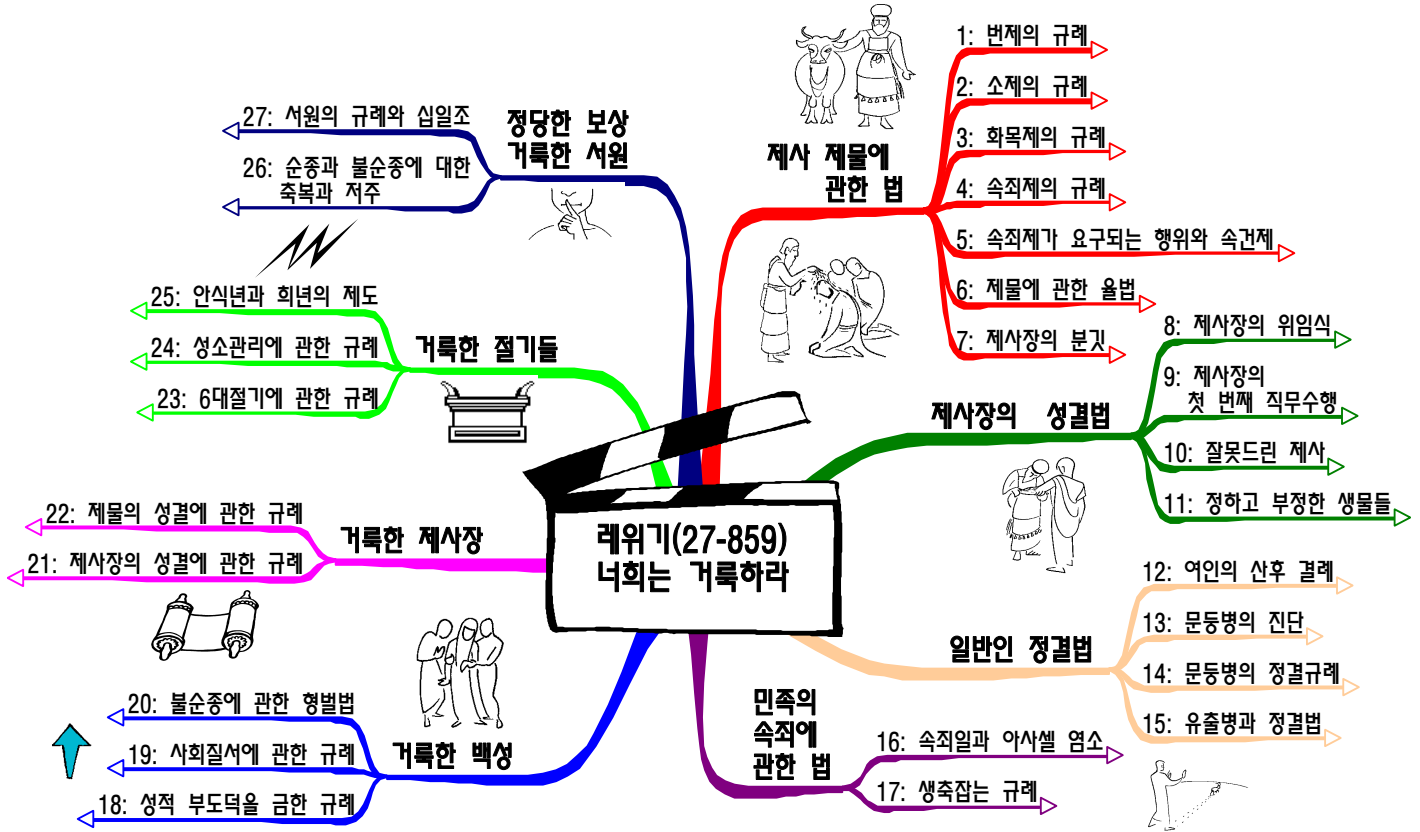 레위기(27-859)
너희는 거룩하라
제사 제물에
관한 법
1: 번제의 규례
2: 소제의 규례
3: 화목제의 규례
4: 속죄제의 규례
5: 속죄제가 요구되는 행위와 속건제
6: 제물에 관한 율법
7: 제사장의 분깃
제사장의 성결법
8: 제사장의 위임식
9: 제사장의
첫 번째 직무수행
10: 잘못드린 제사
11: 정하고 부정한 생물들
일반인 정결법
12: 여인의 산후 결례
13: 문둥병의 진단
14: 문둥병의 정결규례
15: 유출병과 정결법
민족의
속죄에
관한 법
16: 속죄일과 아사셀 염소
17: 생축잡는 규례
거룩한 백성
18: 성적 부도덕을 금한 규례
19: 사회질서에 관한 규례
20: 불순종에 관한 형벌법
거룩한 제사장
21: 제사장의 성결에 관한 규례
22: 제물의 성결에 관한 규례
거룩한 절기들
23: 6대절기에 관한 규례
24: 성소관리에 관한 규례
25: 안식년과 희년의 제도
정당한 보상
거룩한 서원
26: 순종과 불순종에 대한
축복과 저주
27: 서원의 규례와 십일조